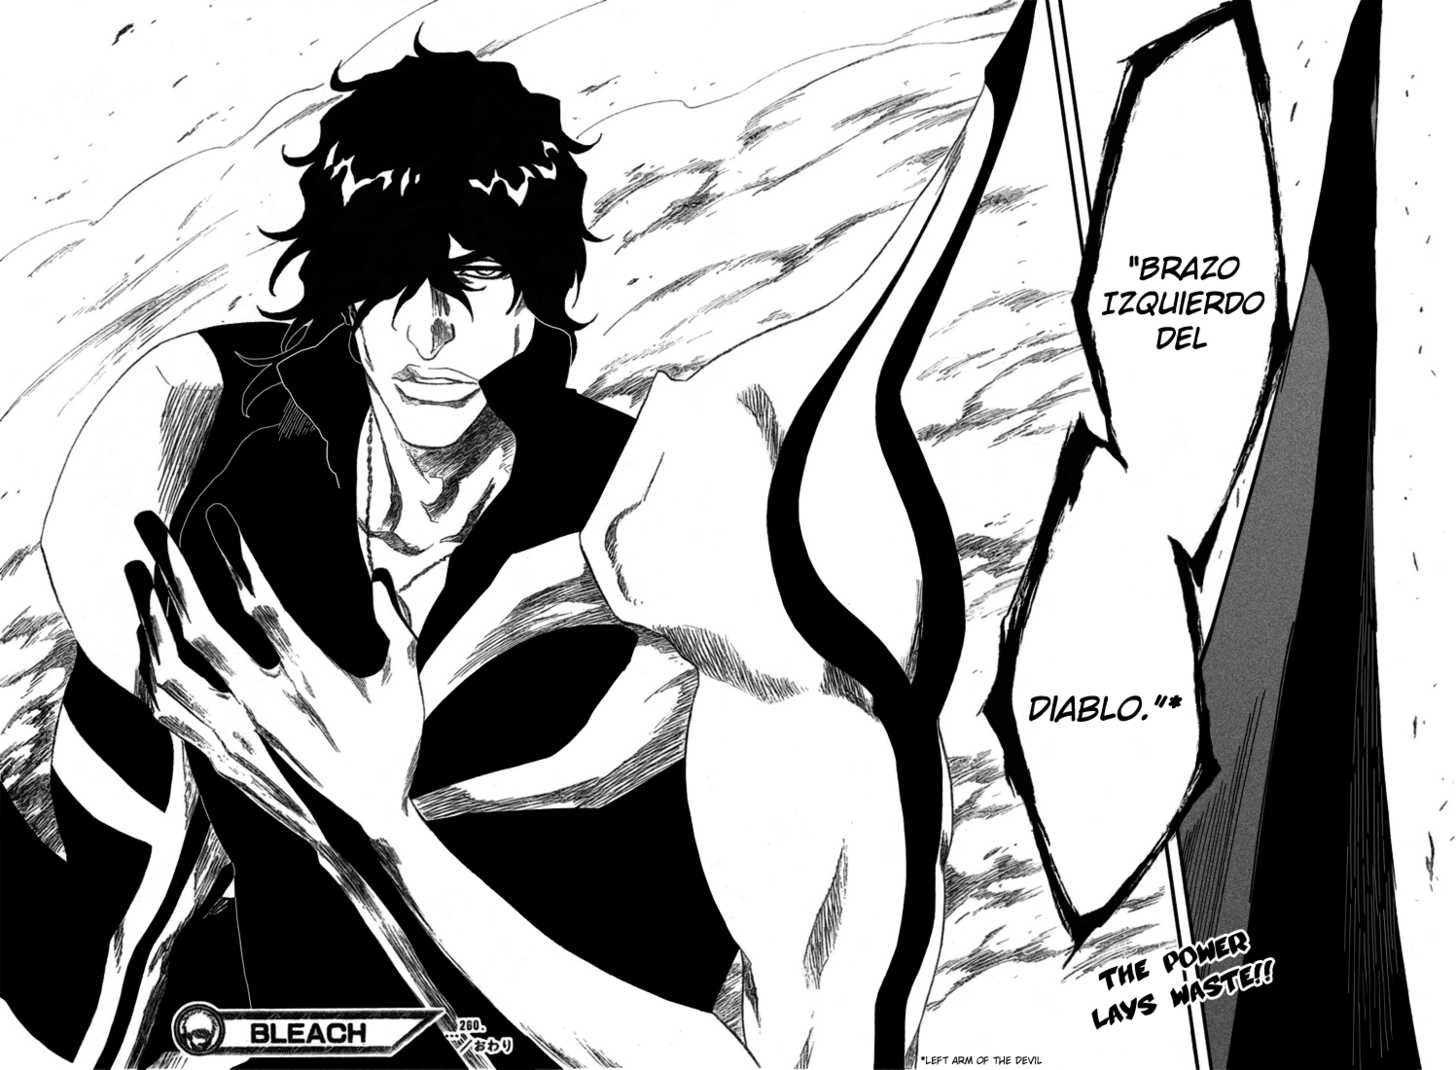 "BRAZO
IZQUIERDO
DEL
DIABLO."*
THE POWER
LAYS WASTE!!
BLEACH
...260.
／おわり
*LEFT ARM OF THE DEVIL